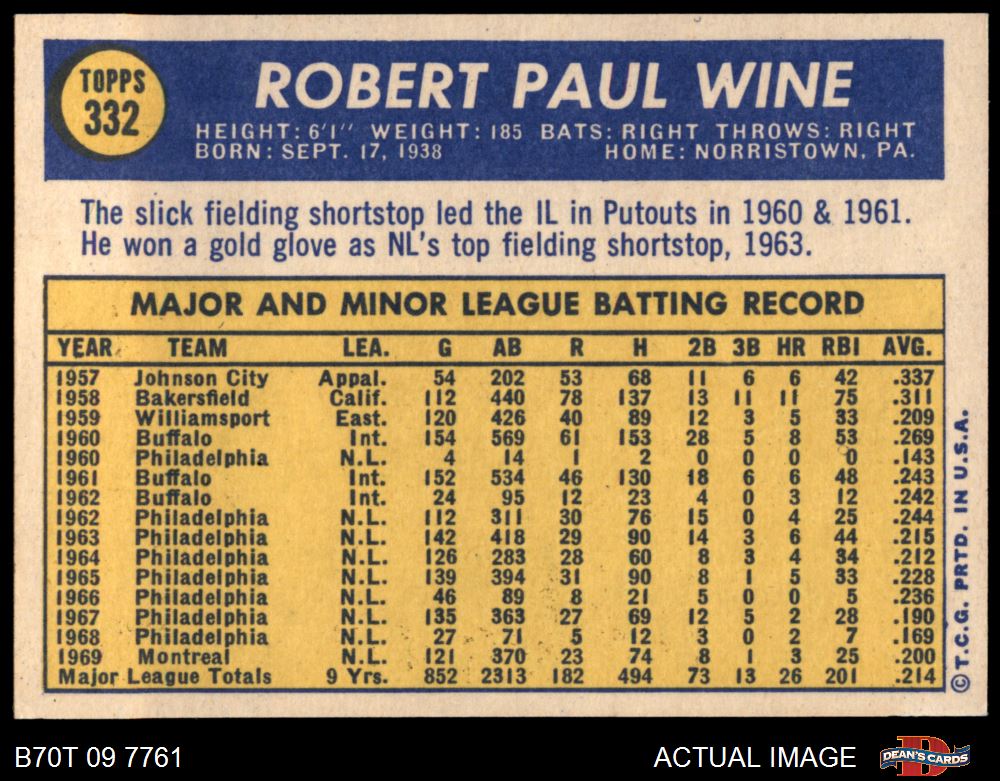 TOPPS
332
ROBERT PAUL WINE
HEIGHT: 6'1" WEIGHT: 185 BATS: RIGHT THROWS: RIGHT
BORN: SEPT. 17, 1938 HOME: NORRISTOWN, PA.
The slick fielding shortstop led the IL in Putouts in 1960 & 1961.
He won a gold glove as NL's top fielding shortstop, 1963.
MAJOR AND MINOR LEAGUE BATTING RECORD
YEAR TEAM LEA. G AB R H 2B 3B HR RBI AVG.
1957 Johnson City Appal. 54 202 53 68 11 6 6 42 .337
1958 Bakersfield Calif. 112 440 78 137 13 11 11 75 .311
1959 Williamsport East. 120 426 40 89 12 3 5 33 .209
1960 Buffalo Int. 154 569 61 153 28 5 8 53 .269
1960 Philadelphia N.L. 4 14 1 2 0 0 0 0 .143
1961 Buffalo Int. 152 534 46 130 18 6 6 48 .243
1962 Buffalo Int. 24 95 12 23 4 0 3 12 .242
1962 Philadelphia N.L. 112 311 30 76 15 0 4 25 .244
1963 Philadelphia N.L. 142 418 29 90 14 3 6 44 .215
1964 Philadelphia N.L. 126 283 28 60 8 3 4 34 .212
1965 Philadelphia N.L. 139 394 31 90 8 1 5 33 .228
1966 Philadelphia N.L. 46 89 8 21 5 0 0 5 .236
1967 Philadelphia N.L. 135 363 27 69 12 5 2 28 .190
1968 Philadelphia N.L. 27 71 5 12 3 0 2 7 .169
1969 Montreal N.L. 121 370 23 74 8 1 3 25 .200
Major League Totals 9 Yrs. 852 2313 182 494 73 13 26 201 .214
© T.C.G. PRTD. IN U.S.A.
B70T 09 7761 ACTUAL IMAGE
DEAN'S CARDS